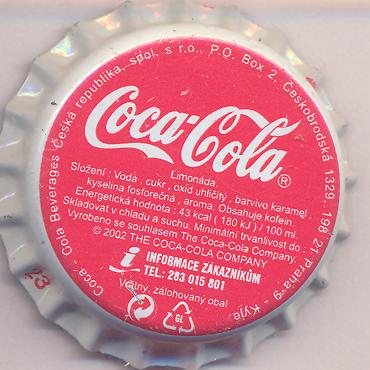 Coca - Cola Beverages Česká republika, spol. s r.o., P.O. Box 2, Českobrodská 1329, 198 21 Praha-9 Kyje.
Coca-Cola®
Limonáda.
Složení : Voda , cukr , oxid uhličitý , barvivo karamel ,
kyselina fosforečná , aroma. Obsahuje kofein.
Energetická hodnota : 43 kcal ( 180 kJ ) / 100 ml.
Skladovat v chladu a suchu. Minimální trvanlivost do :
Vyrobeno se souhlasem The Coca-Cola Company.
© 2002 THE COCA-COLA COMPANY
i INFORMACE ZÁKAZNÍKŮM
TEL: 283 015 801
Vratný, zálohovaný obal
GL